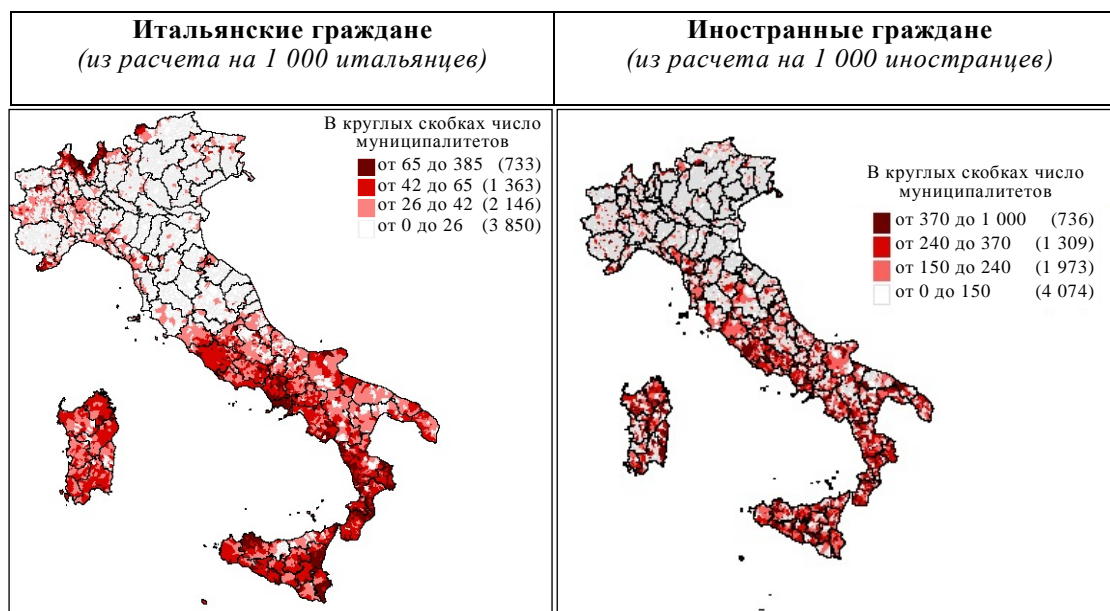 Итальянские граждане
(из расчета на 1 000 итальянцев)
Иностранные граждане
(из расчета на 1 000 иностранцев)
В круглых скобках число
муниципалитетов
от 65 до 385 (733)
от 42 до 65 (1 363)
от 26 до 42 (2 146)
от 0 до 26 (3 850)
В круглых скобках число
муниципалитетов
от 370 до 1 000 (736)
от 240 до 370 (1 309)
от 150 до 240 (1 973)
от 0 до 150 (4 074)